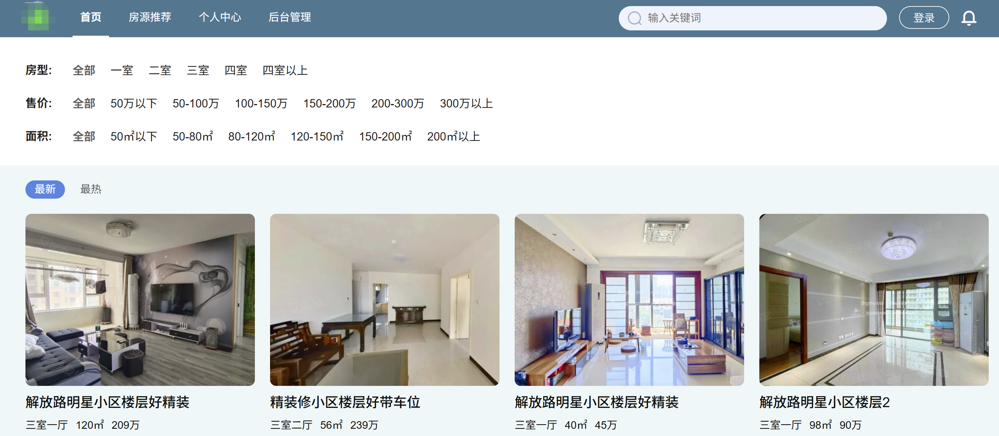 首页 房源推荐 个人中心 后台管理 输入关键词 登录
房型: 全部 一室 二室 三室 四室 四室以上
售价: 全部 50万以下 50-100万 100-150万 150-200万 200-300万 300万以上
面积: 全部 50㎡以下 50-80㎡ 80-120㎡ 120-150㎡ 150-200㎡ 200㎡以上
最新 最热
解放路明星小区楼层好精装
三室一厅 120㎡ 209万
精装修小区楼层好带车位
三室二厅 56㎡ 239万
解放路明星小区楼层好精装
三室一厅 40㎡ 45万
解放路明星小区楼层2
三室一厅 98㎡ 90万